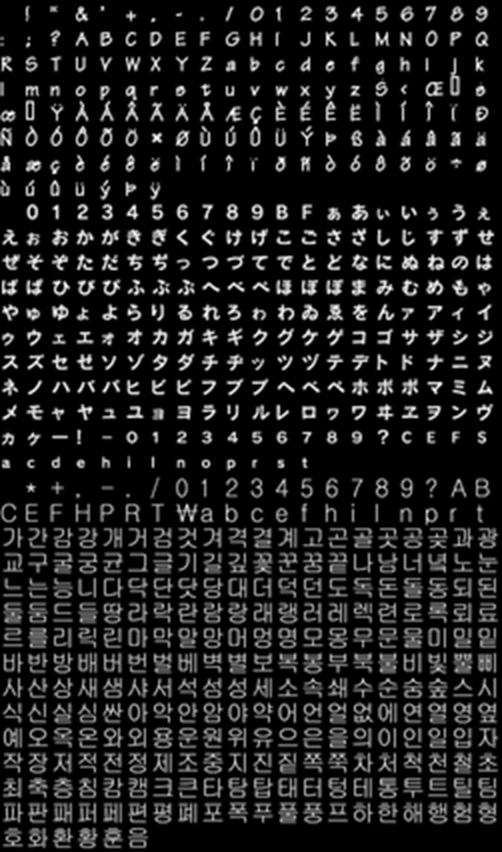 ! " & ' + , - . / 0 1 2 3 4 5 6 7 8 9
: ; ? A B C D E F G H I J K L M N O P Q
R S T U V W X Y Z a b c d e f g h i j k
l m n o p q r s t u v w x y z Š ‹ Œ
œ Ÿ À Á Â Ã Ä Å Æ Ç È É Ê Ë Ì Í Î Ï Ð
Ñ Ò Ó Ô Õ Ö × Ø Ù Ú Û Ü Ý Þ ß à á â ã ä
å æ ç è é ê ë ì í î ï ð ñ ò ó ô õ ö ÷ ø
ù ú û ü ý þ ÿ
0 1 2 3 4 5 6 7 8 9 B F ぁ あ ぃ い ぅ う ぇ
え ぉ お か が き ぎ く ぐ け げ こ ご さ ざ し じ す ず せ
ぜ そ ぞ た だ ち ぢ っ つ づ て で と ど な に ぬ ね の は
ば ぱ ひ び ぴ ふ ぶ ぷ へ べ ぺ ほ ぼ ぽ ま み む め も ゃ
や ゅ ゆ ょ よ ら り る れ ろ ゎ わ ゐ ゑ を ん ァ ア ィ イ
ゥ ウ ェ エ ォ オ カ ガ キ ギ ク グ ケ ゲ コ ゴ サ ザ シ ジ
ス ズ セ ゼ ソ ゾ タ ダ チ ヂ ッ ツ ヅ テ デ ト ド ナ ニ ヌ
ネ ノ ハ バ パ ヒ ビ ピ フ ブ プ ヘ ベ ペ ホ ボ ポ マ ミ ム
メ モ ャ ヤ ュ ユ ョ ヨ ラ リ ル レ ロ ヮ ワ ヰ ヱ ヲ ン ヴ
ヵ ヶ ー ! - 0 1 2 3 4 5 6 7 8 9 ? C E F S
a c d e h i l n o p r s t
* + , - . / 0 1 2 3 4 5 6 7 8 9 ? A B
C E F H P R T ₩ a b c e f h i l n p r t
가 간 감 강 개 거 검 것 겨 격 결 계 고 곤 골 곳 공 곶 과 광
교 구 굴 궁 균 그 글 기 길 깊 꽃 꾼 꿈 끝 나 남 너 녘 노 눈
느 는 능 니 다 닥 단 닷 당 대 더 덕 던 도 독 돈 동 되 된
둘 둠 드 들 땅 라 락 란 람 랑 래 랭 러 레 렉 련 로 록 뢰 료
르 를 리 릭 린 마 막 말 망 머 멍 명 모 몽 무 문 물 미 밀 밑
바 반 방 배 버 번 벌 베 벽 별 보 복 봉 부 북 불 비 빛 뿔 삐
사 산 상 새 샘 샤 서 석 성 섬 세 소 속 쇄 수 순 숨 숲 스 시
식 신 실 심 싼 아 악 안 암 야 약 어 언 얼 없 에 연 열 영 옆
예 오 옥 온 와 외 용 운 원 위 유 으 은 을 의 이 인 일 입 자
작 장 저 적 전 정 제 조 중 지 진 짙 쪽 쪽 차 처 척 천 철 초
최 축 층 침 캄 캠 크 큰 타 탕 탑 태 터 텅 테 통 투 트 틀 팅
파 판 패 퍼 페 편 평 폐 포 폭 푸 풀 풍 프 하 한 해 행 험 형
호 화 환 황 훈 음